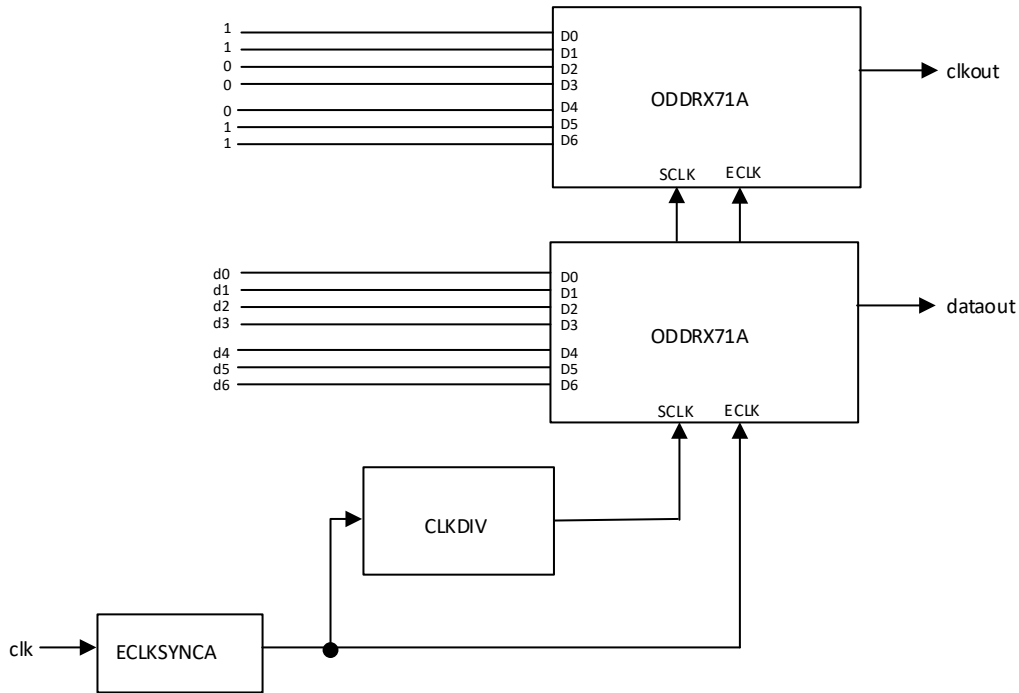 1
1
0
0
0
1
1
D0
D1
D2
D3
D4
D5
D6
ODDRX71A
SCLK ECLK
clkout
d0
d1
d2
d3
d4
d5
d6
D0
D1
D2
D3
D4
D5
D6
ODDRX71A
SCLK ECLK
dataout
CLKDIV
clk
ECLKSYNCA